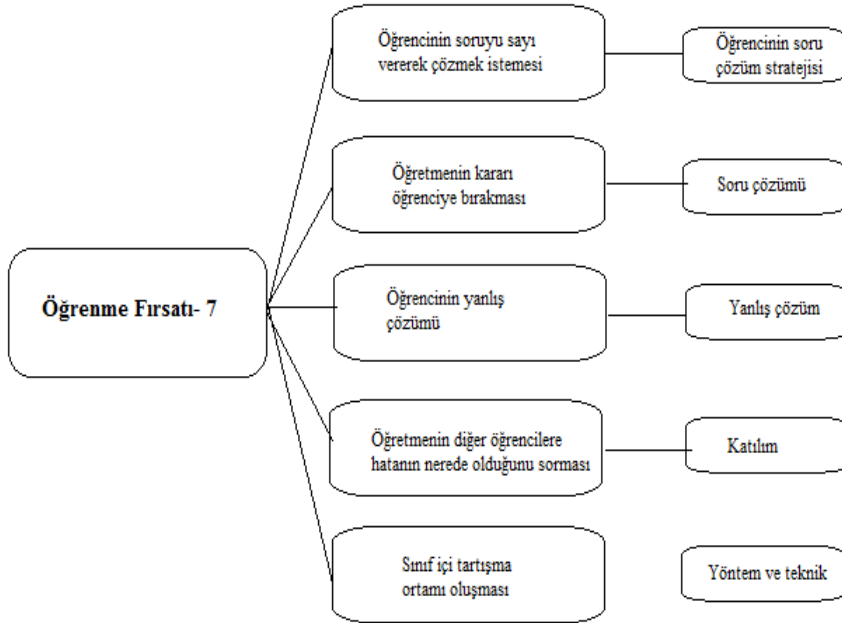 Öğrencinin soruyu sayı
vererek çözmek istemesi
Öğrencinin soru
çözüm stratejisi
Öğretmenin kararı
öğrenciye bırakması
Soru çözümü
Öğrenme Fırsatı- 7
Öğrencinin yanlış
çözümü
Yanlış çözüm
Öğretmenin diğer öğrencilere
hatanın nerede olduğunu sorması
Katılım
Sınıf içi tartışma
ortamı oluşması
Yöntem ve teknik